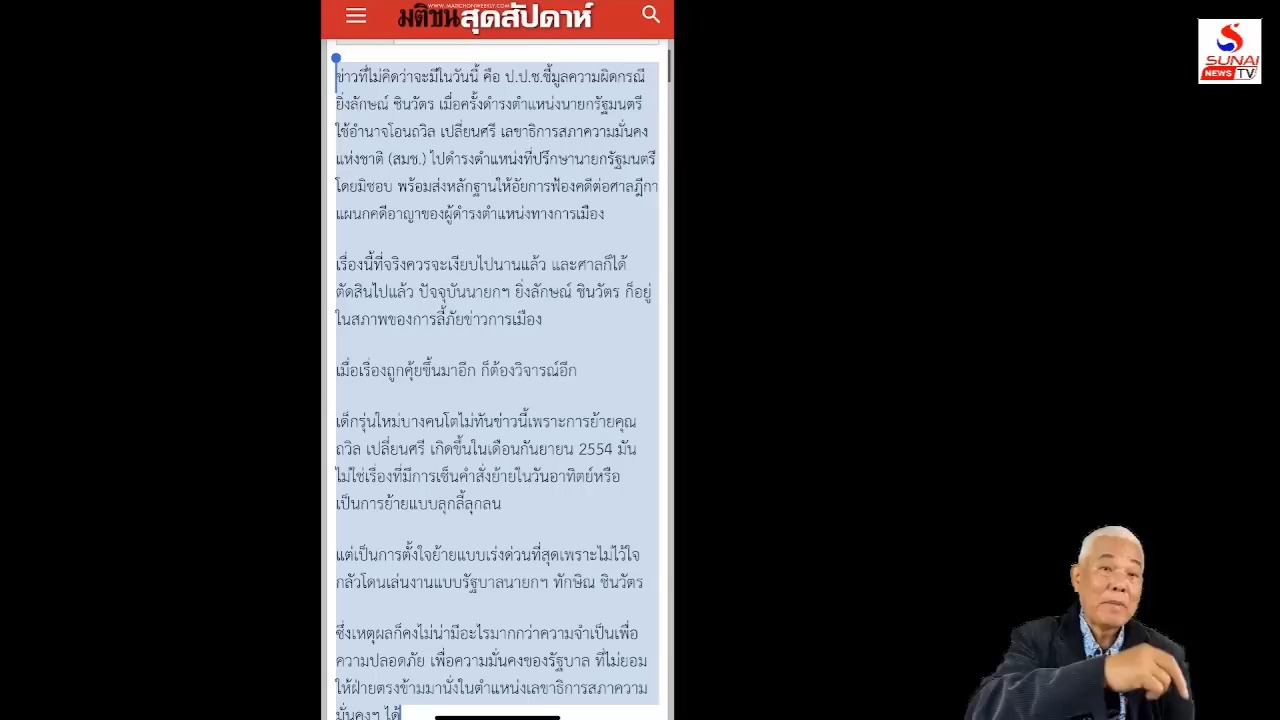 WWW.MATICHONWEEKLY.COM
มติชนสุดสัปดาห์
SUNAI
NEWS TV
ข่าวที่ไม่คิดว่าจะมีในวันนี้ คือ ป.ป.ช.ชี้มูลความผิดกรณี
ยิ่งลักษณ์ ชินวัตร เมื่อครั้งดำรงตำแหน่งนายกรัฐมนตรี
ใช้อำนาจโอนถวิล เปลี่ยนศรี เลขาธิการสภาความมั่นคง
แห่งชาติ (สมช.) ไปดำรงตำแหน่งที่ปรึกษานายกรัฐมนตรี
โดยมิชอบ พร้อมส่งหลักฐานให้อัยการฟ้องคดีต่อศาลฎีกา
แผนกคดีอาญาของผู้ดำรงตำแหน่งทางการเมือง
เรื่องนี้ที่จริงควรจะเงียบไปนานแล้ว และศาลก็ได้
ตัดสินไปแล้ว ปัจจุบันนายกฯ ยิ่งลักษณ์ ชินวัตร ก็อยู่
ในสภาพของการลี้ภัยข่าวการเมือง
เมื่อเรื่องถูกคุ้ยขึ้นมาอีก ก็ต้องวิจารณ์อีก
เด็กรุ่นใหม่บางคนโตไม่ทันข่าวนี้เพราะการย้ายคุณ
ถวิล เปลี่ยนศรี เกิดขึ้นในเดือนกันยายน 2554 มัน
ไม่ใช่เรื่องที่มีการเซ็นคำสั่งย้ายในวันอาทิตย์หรือ
เป็นการย้ายแบบลุกลี้ลุกลน
แต่เป็นการตั้งใจย้ายแบบเร่งด่วนที่สุดเพราะไม่ไว้ใจ
กลัวโดนเล่นงานแบบรัฐบาลนายกฯ ทักษิณ ชินวัตร
ซึ่งเหตุผลก็คงไม่น่ามีอะไรมากกว่าความจำเป็นเพื่อ
ความปลอดภัย เพื่อความมั่นคงของรัฐบาล ที่ไม่ยอม
ให้ฝ่ายตรงข้ามมานั่งในตำแหน่งเลขาธิการสภาความ
มั่นคงฯ ได้